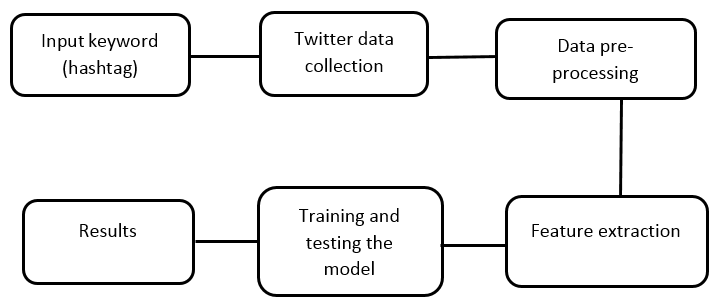 Input keyword
(hashtag)
Twitter data
collection
Data pre-
processing
Feature extraction
Training and
testing the
model
Results